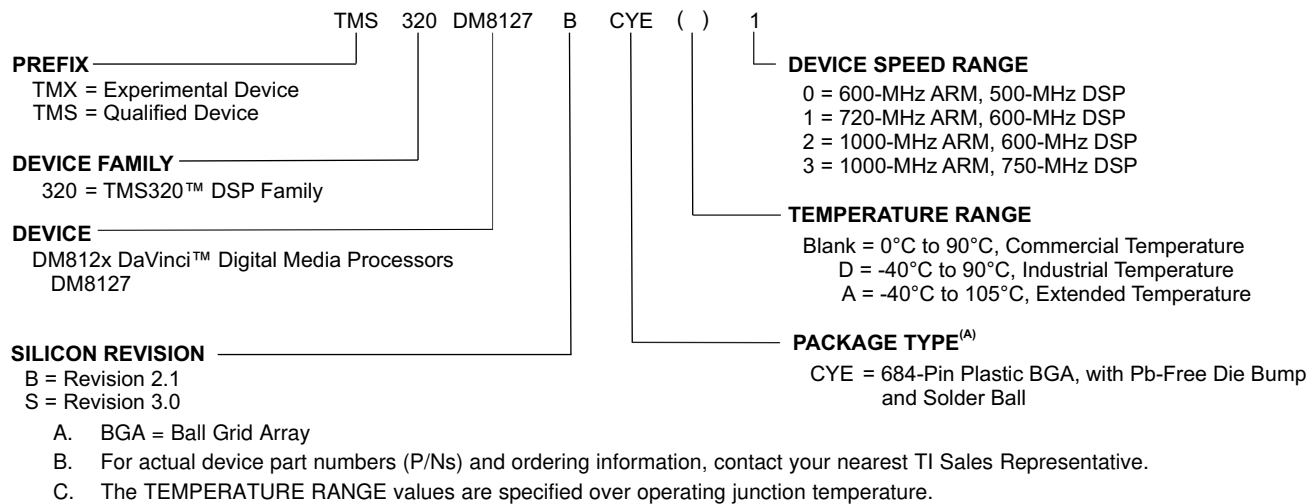 TMS 320 DM8127 B CYE ( ) 1
PREFIX
TMX = Experimental Device
TMS = Qualified Device
DEVICE FAMILY
320 = TMS320™ DSP Family
DEVICE
DM812x DaVinci™ Digital Media Processors
DM8127
SILICON REVISION
B = Revision 2.1
S = Revision 3.0
DEVICE SPEED RANGE
0 = 600-MHz ARM, 500-MHz DSP
1 = 720-MHz ARM, 600-MHz DSP
2 = 1000-MHz ARM, 600-MHz DSP
3 = 1000-MHz ARM, 750-MHz DSP
TEMPERATURE RANGE
Blank = 0°C to 90°C, Commercial Temperature
D = -40°C to 90°C, Industrial Temperature
A = -40°C to 105°C, Extended Temperature
PACKAGE TYPE(A)
CYE = 684-Pin Plastic BGA, with Pb-Free Die Bump
and Solder Ball
A. BGA = Ball Grid Array
B. For actual device part numbers (P/Ns) and ordering information, contact your nearest TI Sales Representative.
C. The TEMPERATURE RANGE values are specified over operating junction temperature.